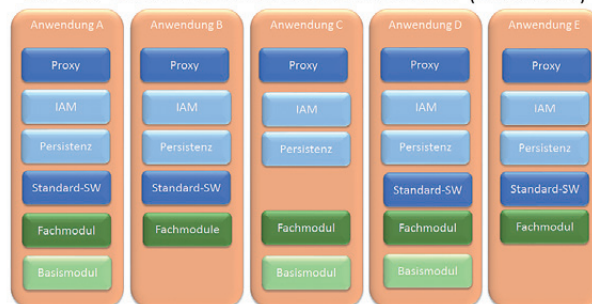 Anwendung A
Proxy
IAM
Persistenz
Standard-SW
Fachmodul
Basismodul
Anwendung B
Proxy
IAM
Persistenz
Standard-SW
Fachmodule
Anwendung C
Proxy
IAM
Persistenz
Fachmodul
Basismodul
Anwendung D
Proxy
IAM
Persistenz
Standard-SW
Fachmodul
Basismodul
Anwendung E
Proxy
IAM
Persistenz
Standard-SW
Fachmodul